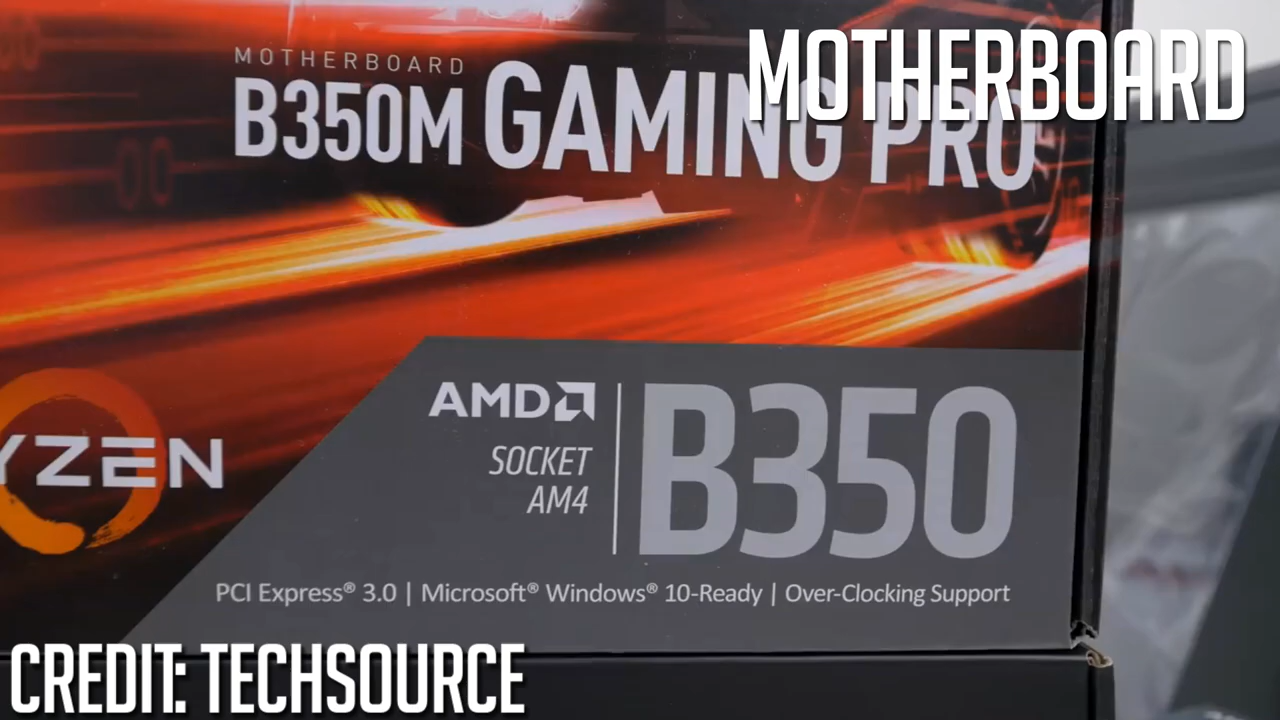 MOTHERBOARD
MOTHERBOARD
B350M GAMING PRO
AMD
SOCKET
AM4
B350
YZEN
PCI Express® 3.0 | Microsoft® Windows® 10-Ready | Over-Clocking Support
CREDIT: TECHSOURCE